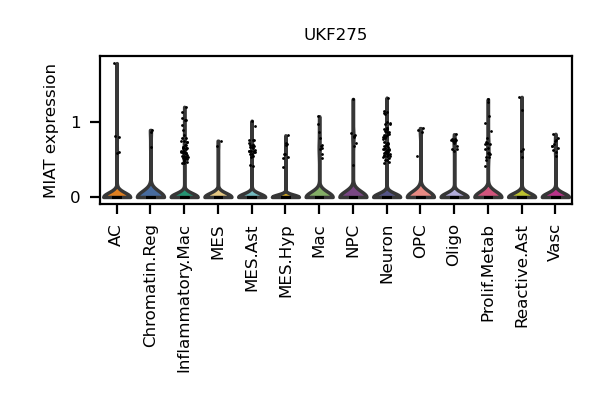 UKF275
MIAT expression
1
0
AC
Chromatin.Reg
Inflammatory.Mac
MES
MES.Ast
MES.Hyp
Mac
NPC
Neuron
OPC
Oligo
Prolif.Metab
Reactive.Ast
Vasc